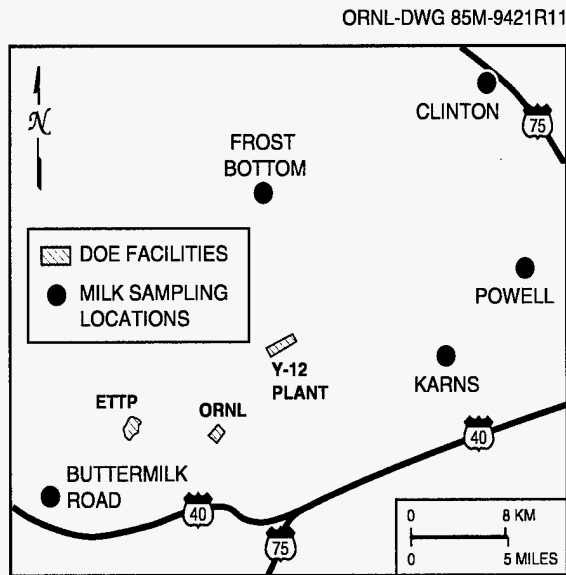 ORNL-DWG 85M-9421R11
N
CLINTON
75
FROST
BOTTOM
DOE FACILITIES
MILK SAMPLING
LOCATIONS
POWELL
Y-12
PLANT
KARNS
ETTP
ORNL
40
BUTTERMILK
ROAD
40
75
0 8 KM
0 5 MILES